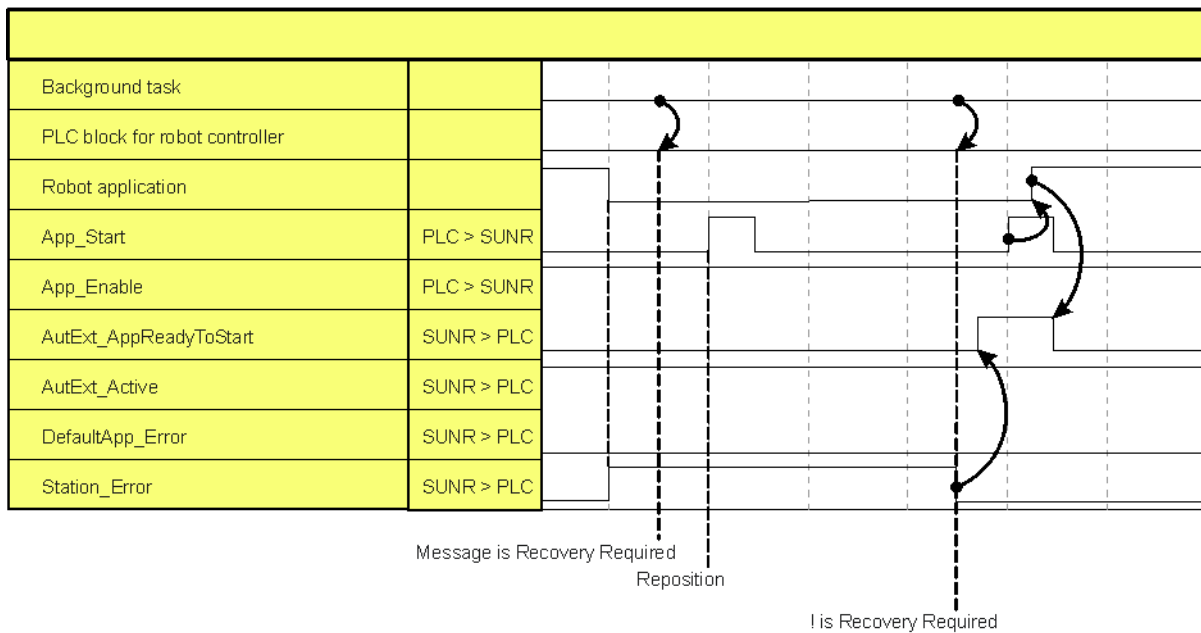 Background task
PLC block for robot controller
Robot application
App_Start PLC > SUNR
App_Enable PLC > SUNR
AutExt_AppReadyToStart SUNR > PLC
AutExt_Active SUNR > PLC
DefaultApp_Error SUNR > PLC
Station_Error SUNR > PLC
Message is Recovery Required
Reposition
! is Recovery Required